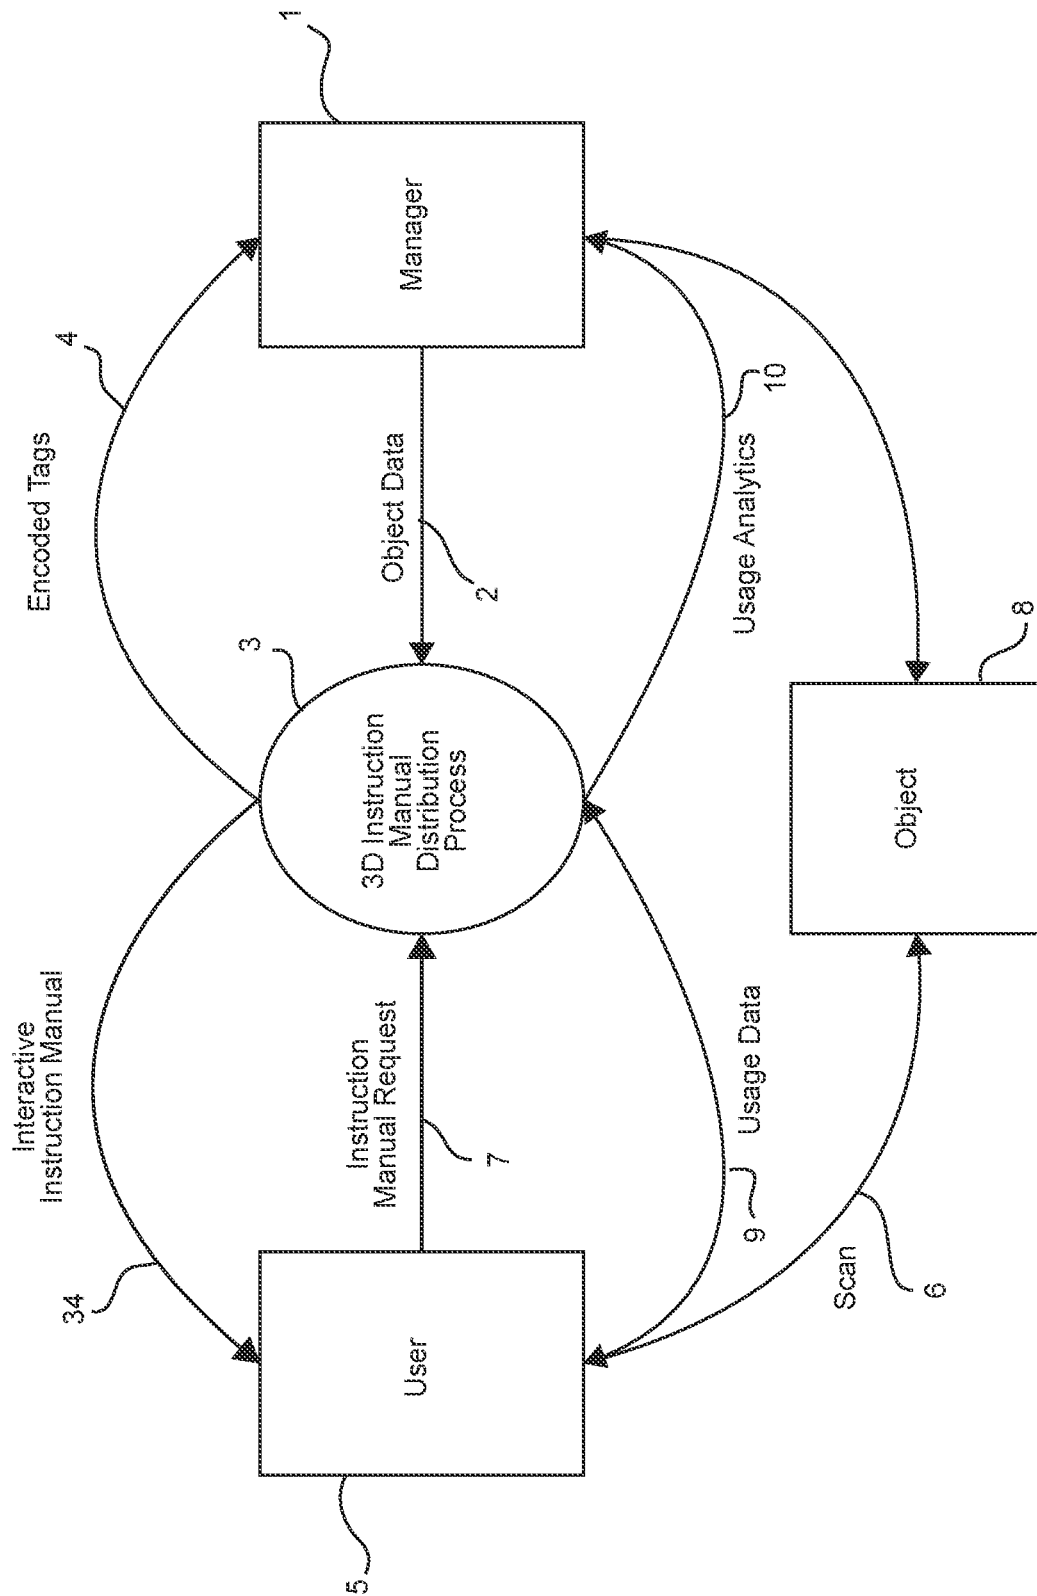 Interactive
Instruction Manual
Encoded Tags
34
4
3
1
5
User
Instruction
Manual Request
7
3D Instruction
Manual
Distribution
Process
Object Data
2
Manager
9
Usage Data
Usage Analytics
10
Scan
6
Object
8